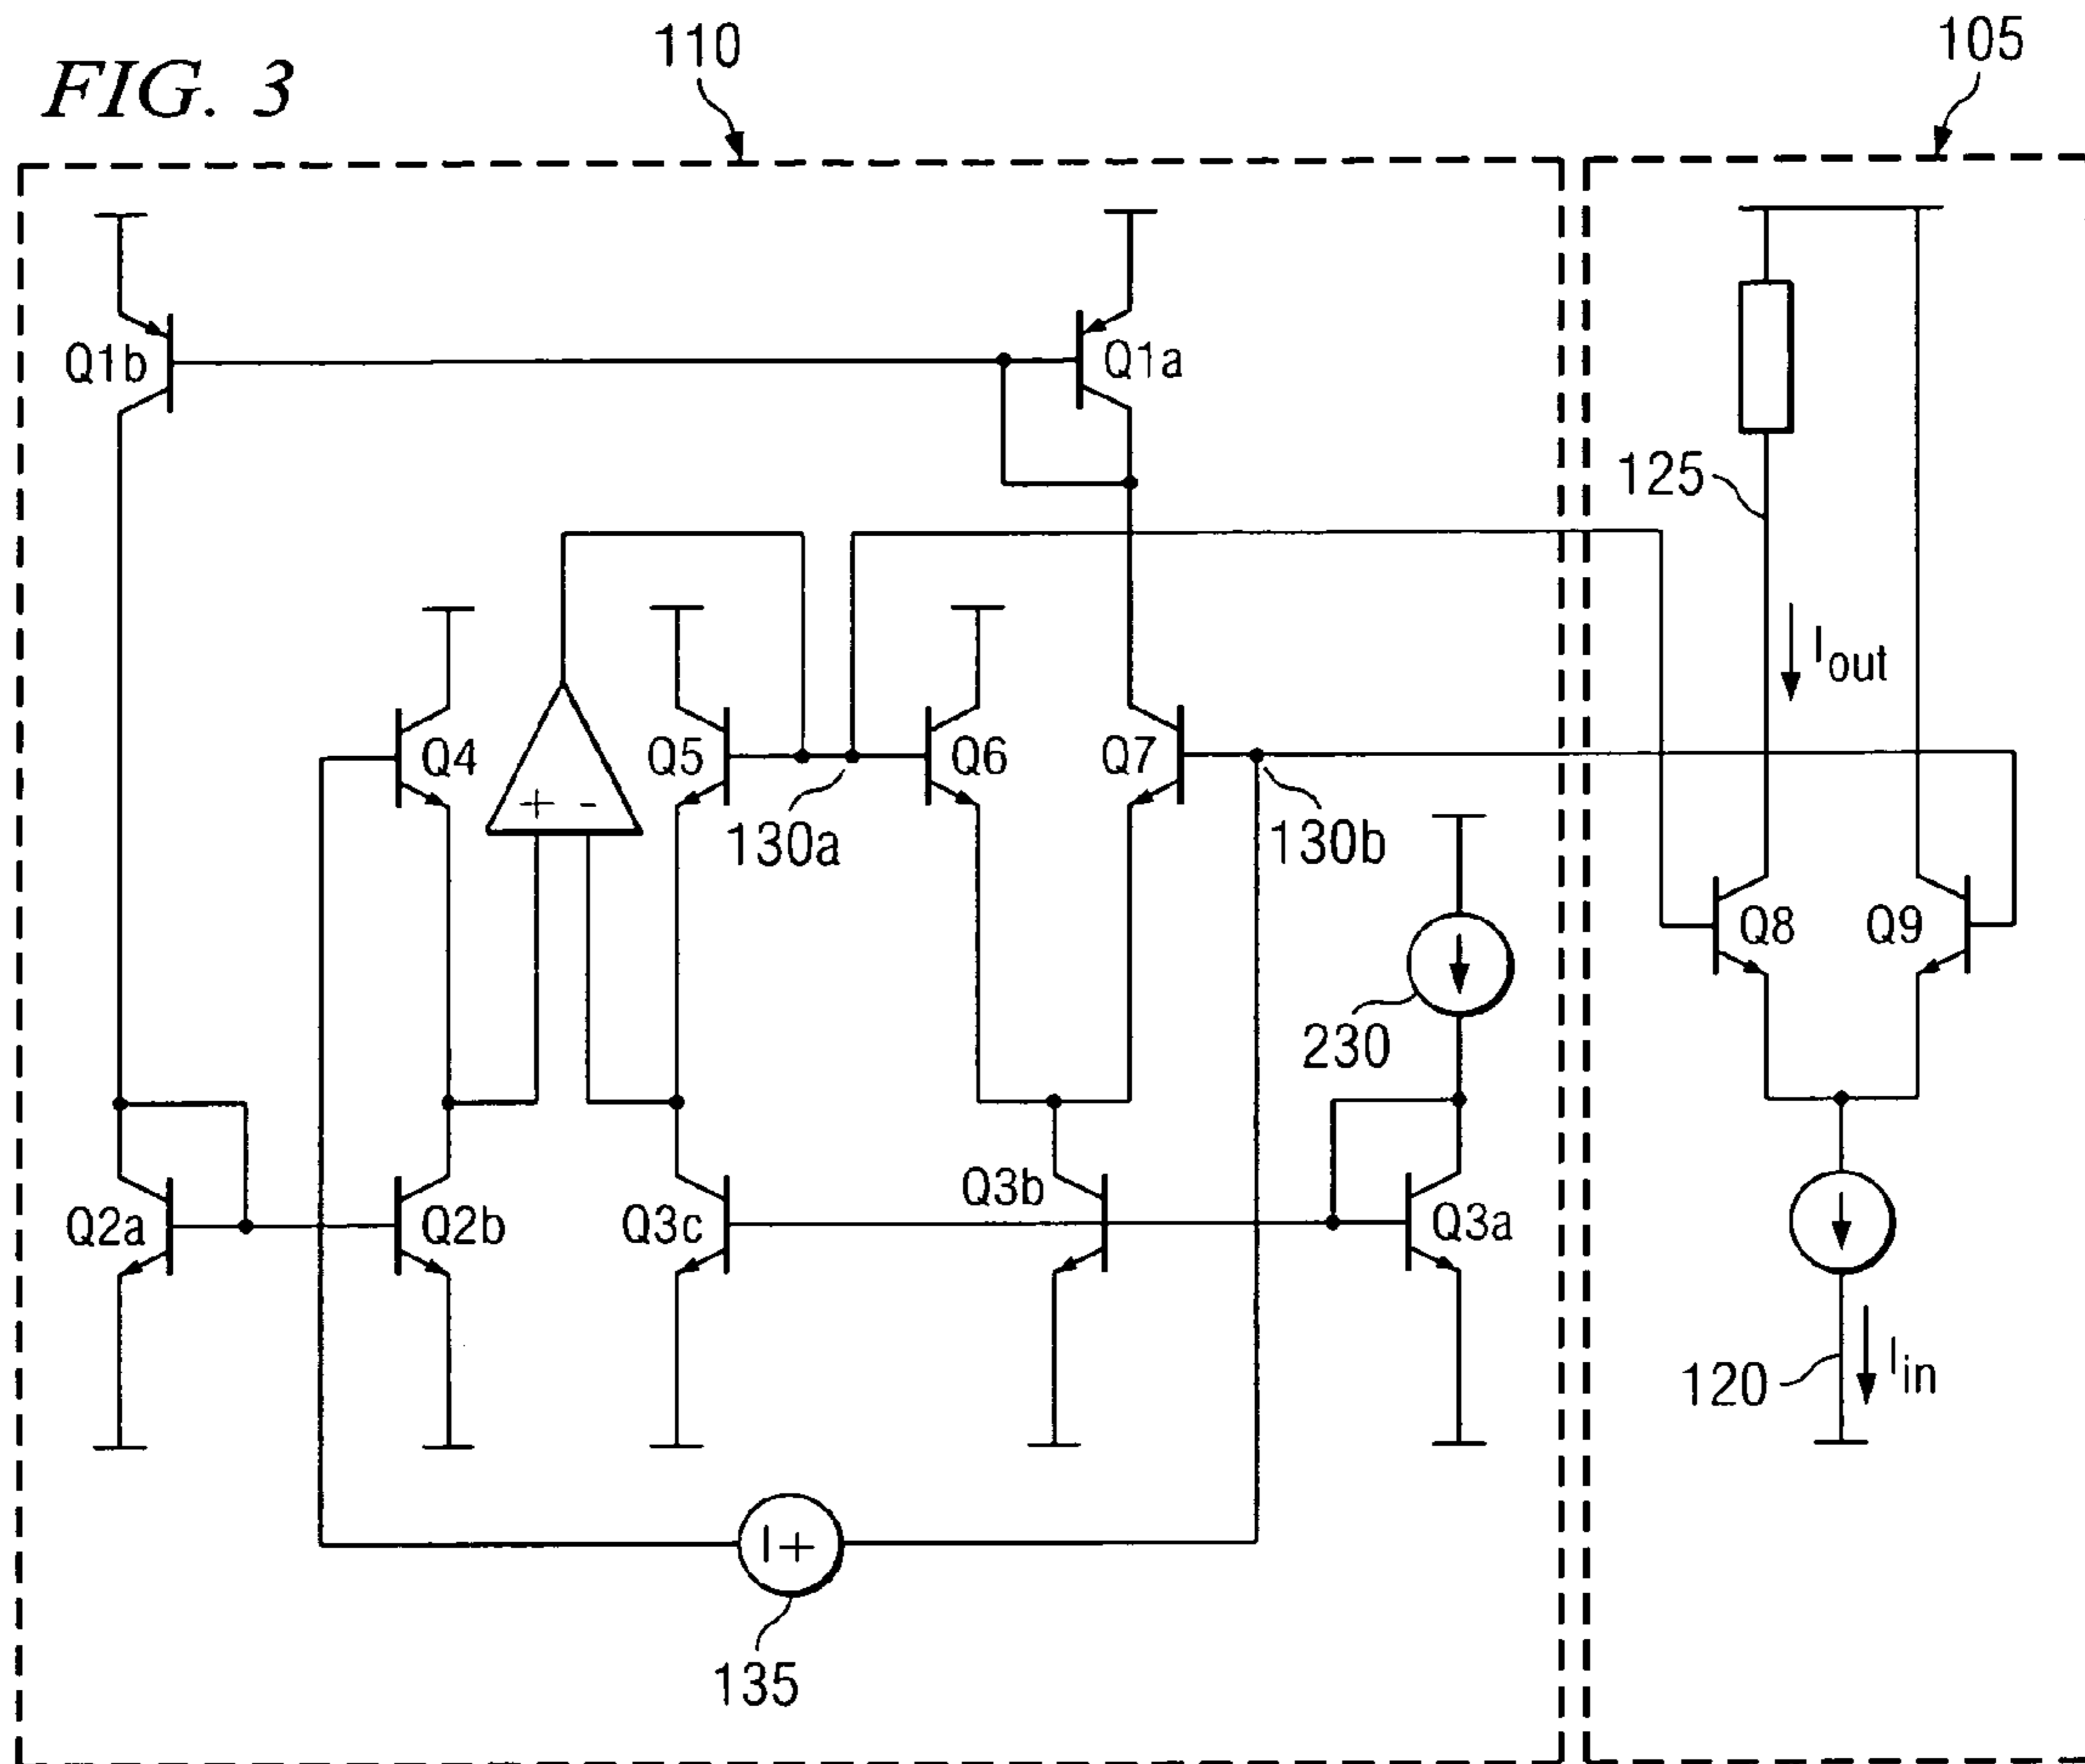 FIG. 3
110
105
Q1b
Q1a
125
Iout
Q4
+ -
Q5
Q6
Q7
130a
130b
Q8
Q9
230
Q2a
Q2b
Q3c
Q3b
Q3a
120
Iin
I+
135